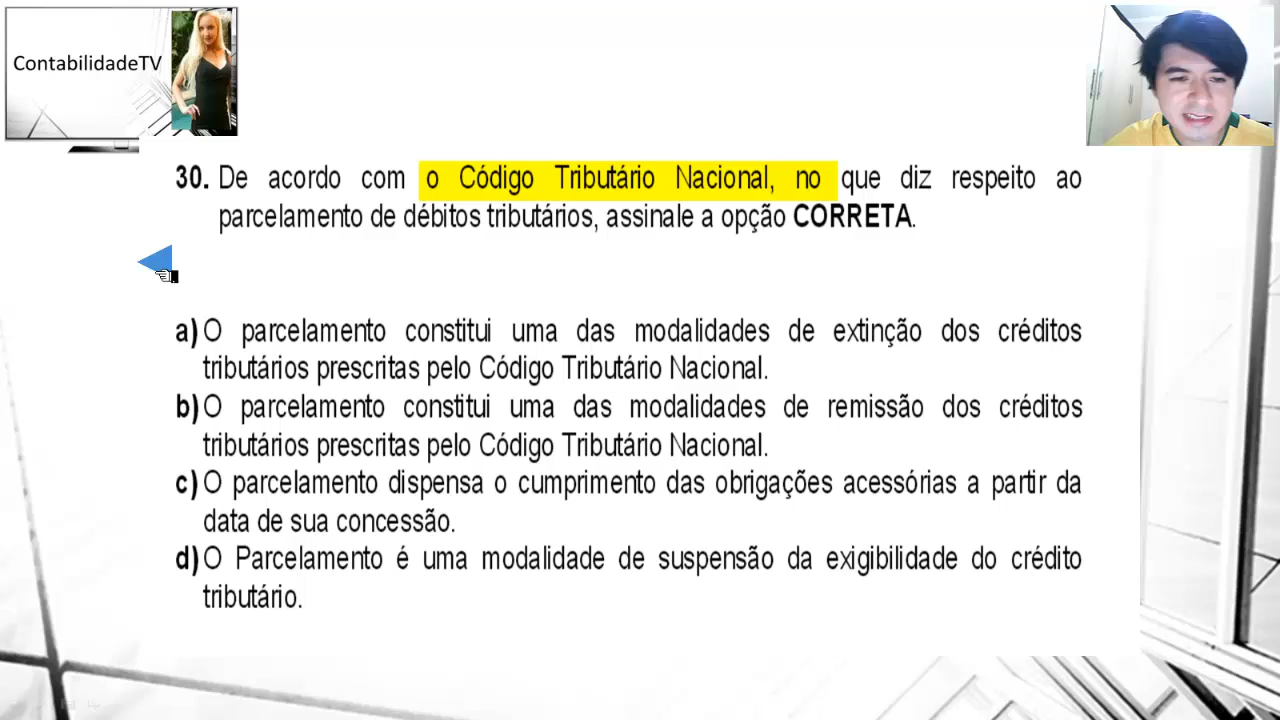 ContabilidadeTV
30. De acordo com o Código Tributário Nacional, no que diz respeito ao
parcelamento de débitos tributários, assinale a opção CORRETA.
a) O parcelamento constitui uma das modalidades de extinção dos créditos
tributários prescritas pelo Código Tributário Nacional.
b) O parcelamento constitui uma das modalidades de remissão dos créditos
tributários prescritas pelo Código Tributário Nacional.
c) O parcelamento dispensa o cumprimento das obrigações acessórias a partir da
data de sua concessão.
d) O Parcelamento é uma modalidade de suspensão da exigibilidade do crédito
tributário.